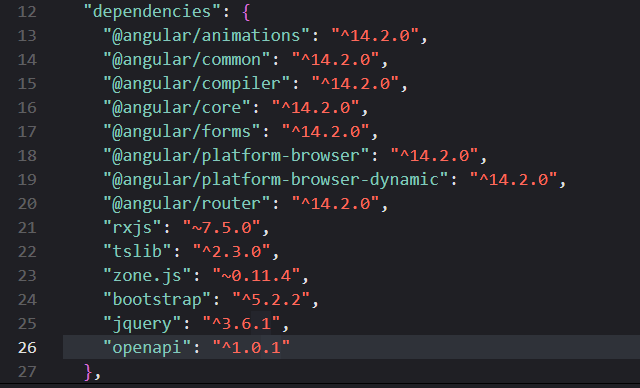 12 "dependencies": {
13 "@angular/animations": "^14.2.0",
14 "@angular/common": "^14.2.0",
15 "@angular/compiler": "^14.2.0",
16 "@angular/core": "^14.2.0",
17 "@angular/forms": "^14.2.0",
18 "@angular/platform-browser": "^14.2.0",
19 "@angular/platform-browser-dynamic": "^14.2.0",
20 "@angular/router": "^14.2.0",
21 "rxjs": "~7.5.0",
22 "tslib": "^2.3.0",
23 "zone.js": "~0.11.4",
24 "bootstrap": "^5.2.2",
25 "jquery": "^3.6.1",
26 "openapi": "^1.0.1"
27 },